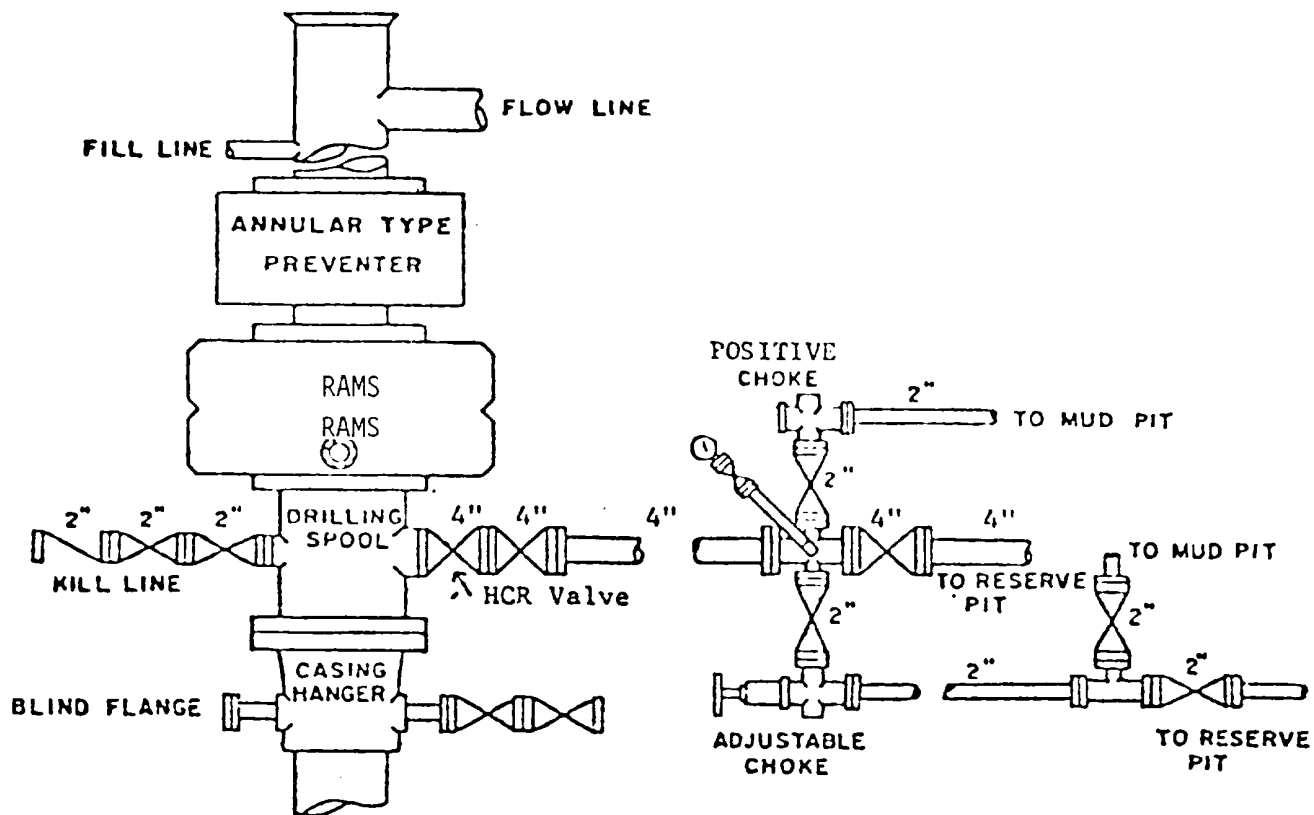 FLOW LINE
FILL LINE
ANNULAR TYPE
PREVENTER
RAMS
RAMS
POSITIVE
CHOKE
2"
TO MUD PIT
2"
2" 2" 2"
DRILLING
SPOOL
4" 4" 4"
4" 4"
KILL LINE
HCR Valve
TO RESERVE
PIT
TO MUD PIT
2"
2"
CASING
HANGER
BLIND FLANGE
2" 2"
ADJUSTABLE
CHOKE
TO RESERVE
PIT